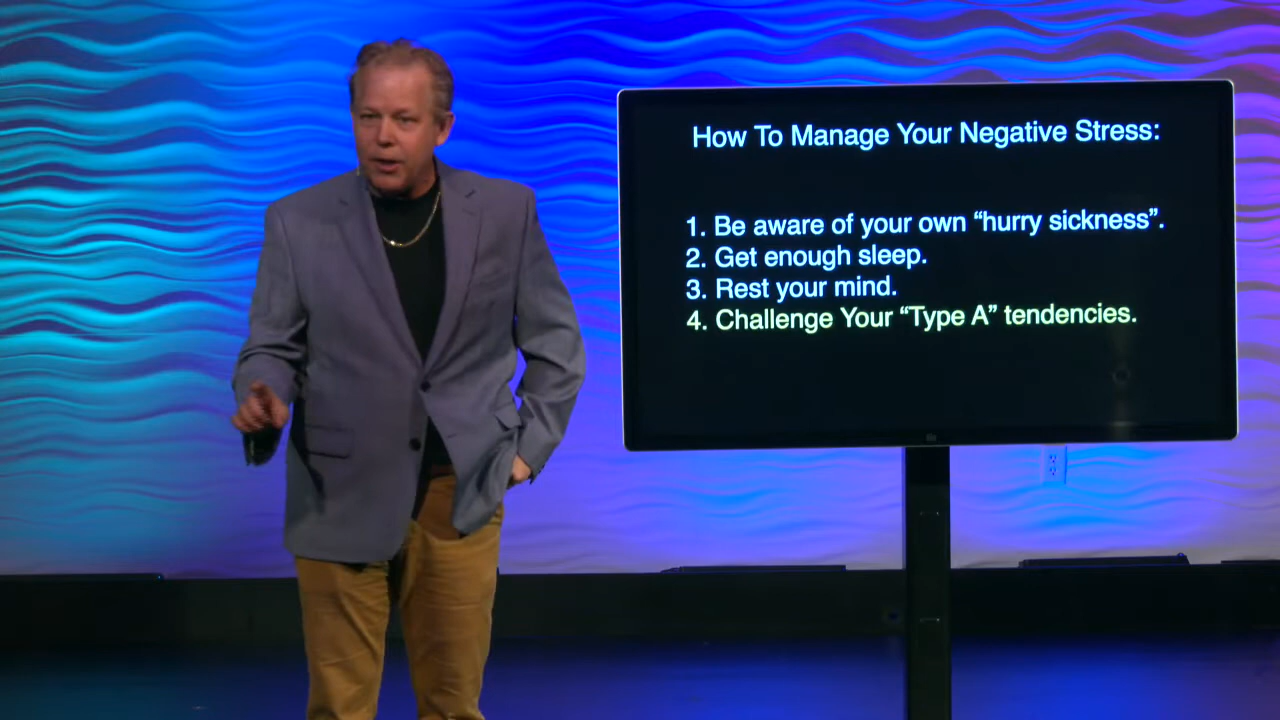 How To Manage Your Negative Stress:
1. Be aware of your own “hurry sickness”.
2. Get enough sleep.
3. Rest your mind.
4. Challenge Your “Type A” tendencies.